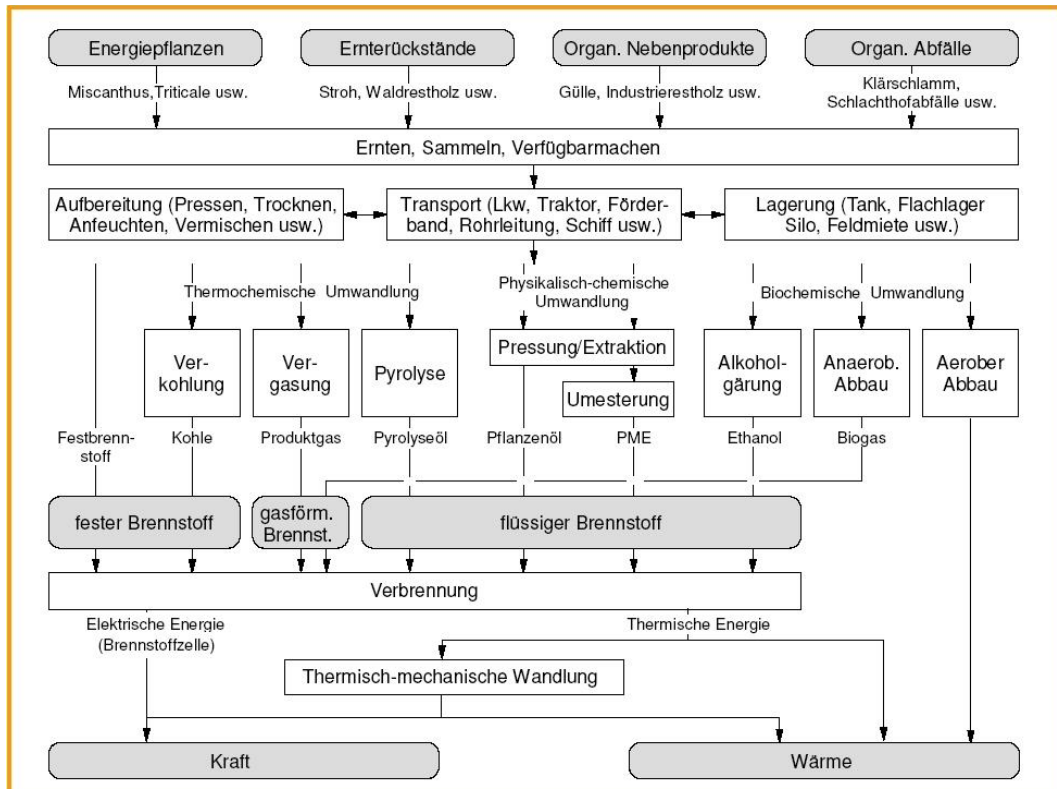 Energiepflanzen
Ernterückstände
Organ. Nebenprodukte
Organ. Abfälle
Miscanthus,Triticale usw.
Stroh, Waldrestholz usw.
Gülle, Industrierestholz usw.
Klärschlamm,
Schlachthofabfälle usw.
Ernten, Sammeln, Verfügbarmachen
Aufbereitung (Pressen, Trocknen,
Anfeuchten, Vermischen usw.)
Transport (Lkw, Traktor, Förder-
band, Rohrleitung, Schiff usw.)
Lagerung (Tank, Flachlager
Silo, Feldmiete usw.)
Thermochemische Umwandlung
Physikalisch-chemische
Umwandlung
Biochemische Umwandlung
Ver-
kohlung
Ver-
gasung
Pyrolyse
Pressung/Extraktion
Umesterung
Alkohol-
gärung
Anaerob.
Abbau
Aerober
Abbau
Festbrenn-
stoff
Kohle
Produktgas
Pyrolyseöl
Pflanzenöl
PME
Ethanol
Biogas
fester Brennstoff
gasförm.
Brennst.
flüssiger Brennstoff
Verbrennung
Elektrische Energie
(Brennstoffzelle)
Thermische Energie
Thermisch-mechanische Wandlung
Kraft
Wärme